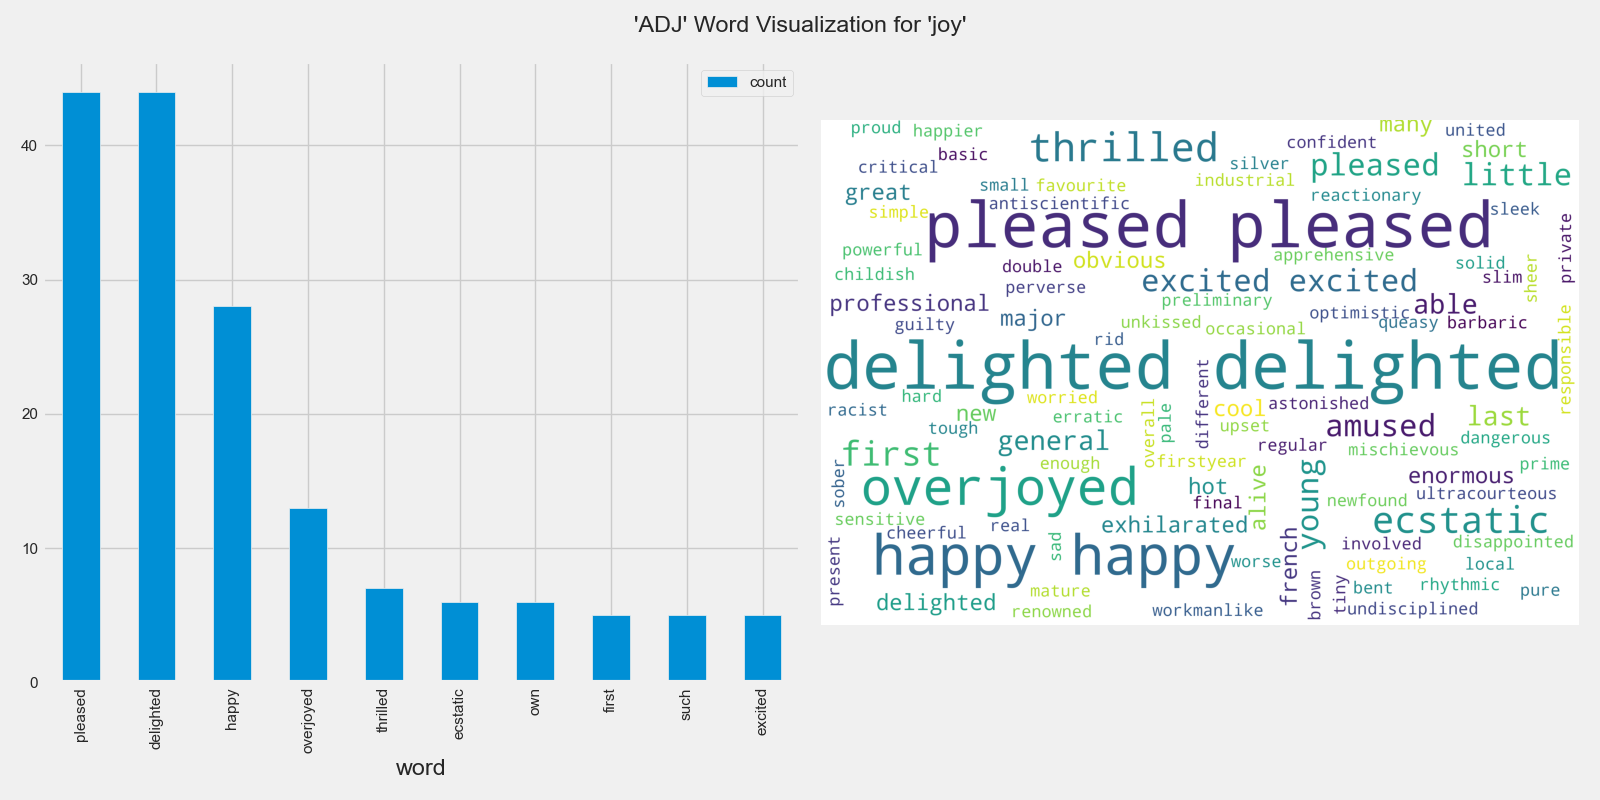 'ADJ' Word Visualization for 'joy'
count
40
30
20
10
0
pleased
delighted
happy
overjoyed
thrilled
ecstatic
own
first
such
excited
word
proud happier thrilled confident many united
critical basic silver pleased short
great small favourite industrial reactionary little
simple antiscientific pleased pleased sleek private
powerful double obvious apprehensive solid
childish perverse excited excited slim sheer
professional major preliminary optimistic able
guilty unkissed occasional queasy barbaric
rid responsible
delighted delighted
racist hard worried different cool astonished last
new erratic overall pale upset amused
tough general regular mischievous dangerous
first enough firstyear alive young enormous prime
sober overjoyed hot final newfound ultracourteous
sensitive cheerful real exhilarated ecstatic
present happy sad happy worse french involved disappointed
outgoing local
delighted mature brown tiny bent rhythmic pure
renowned workmanlike undisciplined